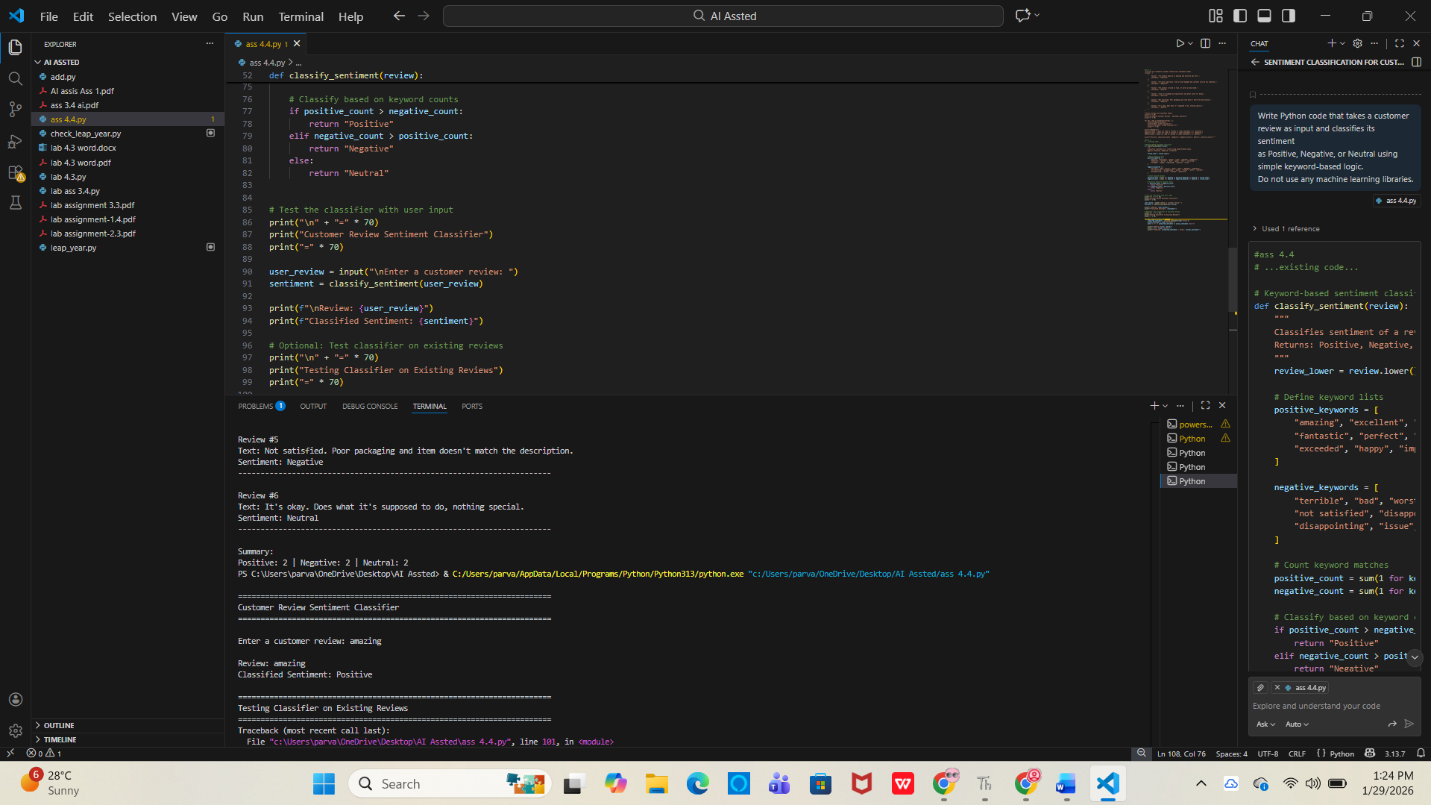 File Edit Selection View Go Run Terminal Help
AI Assted
EXPLORER
AI ASSTED
add.py
AI assis Ass 1.pdf
ass 3.4 ai.pdf
ass 4.4.py 1
check_leap_year.py
lab 4.3 word.docx
lab 4.3 word.pdf
lab 4.3.py
lab ass 3.4.py
lab assignment 3.3.pdf
lab assignment-1.4.pdf
lab assignment-2.3.pdf
leap_year.py
OUTLINE
TIMELINE
ass 4.4.py 1
ass 4.4.py > ...
52 def classify_sentiment(review):
75
76 # Classify based on keyword counts
77 if positive_count > negative_count:
78 return "Positive"
79 elif negative_count > positive_count:
80 return "Negative"
81 else:
82 return "Neutral"
83
84
85 # Test the classifier with user input
86 print("\n" + "=" * 70)
87 print("Customer Review Sentiment Classifier")
88 print("=" * 70)
89
90 user_review = input("\nEnter a customer review: ")
91 sentiment = classify_sentiment(user_review)
92
93 print(f"\nReview: {user_review}")
94 print(f"Classified Sentiment: {sentiment}")
95
96 # Optional: Test classifier on existing reviews
97 print("\n" + "=" * 70)
98 print("Testing Classifier on Existing Reviews")
99 print("=" * 70)
PROBLEMS 1 OUTPUT DEBUG CONSOLE TERMINAL PORTS
Review #5
Text: Not satisfied. Poor packaging and item doesn't match the description.
Sentiment: Negative
----------------------------------------------------------------------
Review #6
Text: It's okay. Does what it's supposed to do, nothing special.
Sentiment: Neutral
----------------------------------------------------------------------
Summary:
Positive: 2 | Negative: 2 | Neutral: 2
PS C:\Users\parva\OneDrive\Desktop\AI Assted> & C:/Users/parva/AppData/Local/Programs/Python/Python313/python.exe "c:/Users/parva/OneDrive/Desktop/AI Assted/ass 4.4.py"
======================================================================
Customer Review Sentiment Classifier
======================================================================
Enter a customer review: amazing
Review: amazing
Classified Sentiment: Positive
======================================================================
Testing Classifier on Existing Reviews
======================================================================
Traceback (most recent call last):
File "c:\Users\parva\OneDrive\Desktop\AI Assted\ass 4.4.py", line 101, in <module>
powers...
Python
Python
Python
Python
CHAT
SENTIMENT CLASSIFICATION FOR CUST...
Write Python code that takes a customer
review as input and classifies its
sentiment
as Positive, Negative, or Neutral using
simple keyword-based logic.
Do not use any machine learning libraries.
ass 4.4.py
Used 1 reference
#ass 4.4
# ...existing code...
# Keyword-based sentiment classi
def classify_sentiment(review):
"""
Classifies sentiment of a re
Returns: Positive, Negative,
"""
review_lower = review.lower(
# Define keyword lists
positive_keywords = [
"amazing", "excellent",
"fantastic", "perfect",
"exceeded", "happy", "im
]
negative_keywords = [
"terrible", "bad", "wors
"not satisfied", "disapp
"disappointing", "issue"
]
# Count keyword matches
positive_count = sum(1 for ke
negative_count = sum(1 for ke
# Classify based on keyword
if positive_count > negative_
return "Positive"
elif negative_count > posit
return "Negative"
ass 4.4.py
Explore and understand your code
Ask Auto
0 1
Ln 108, Col 76 Spaces: 4 UTF-8 CRLF {} Python 3.13.7
6 28°C
Sunny
Search
1:24 PM
1/29/2026